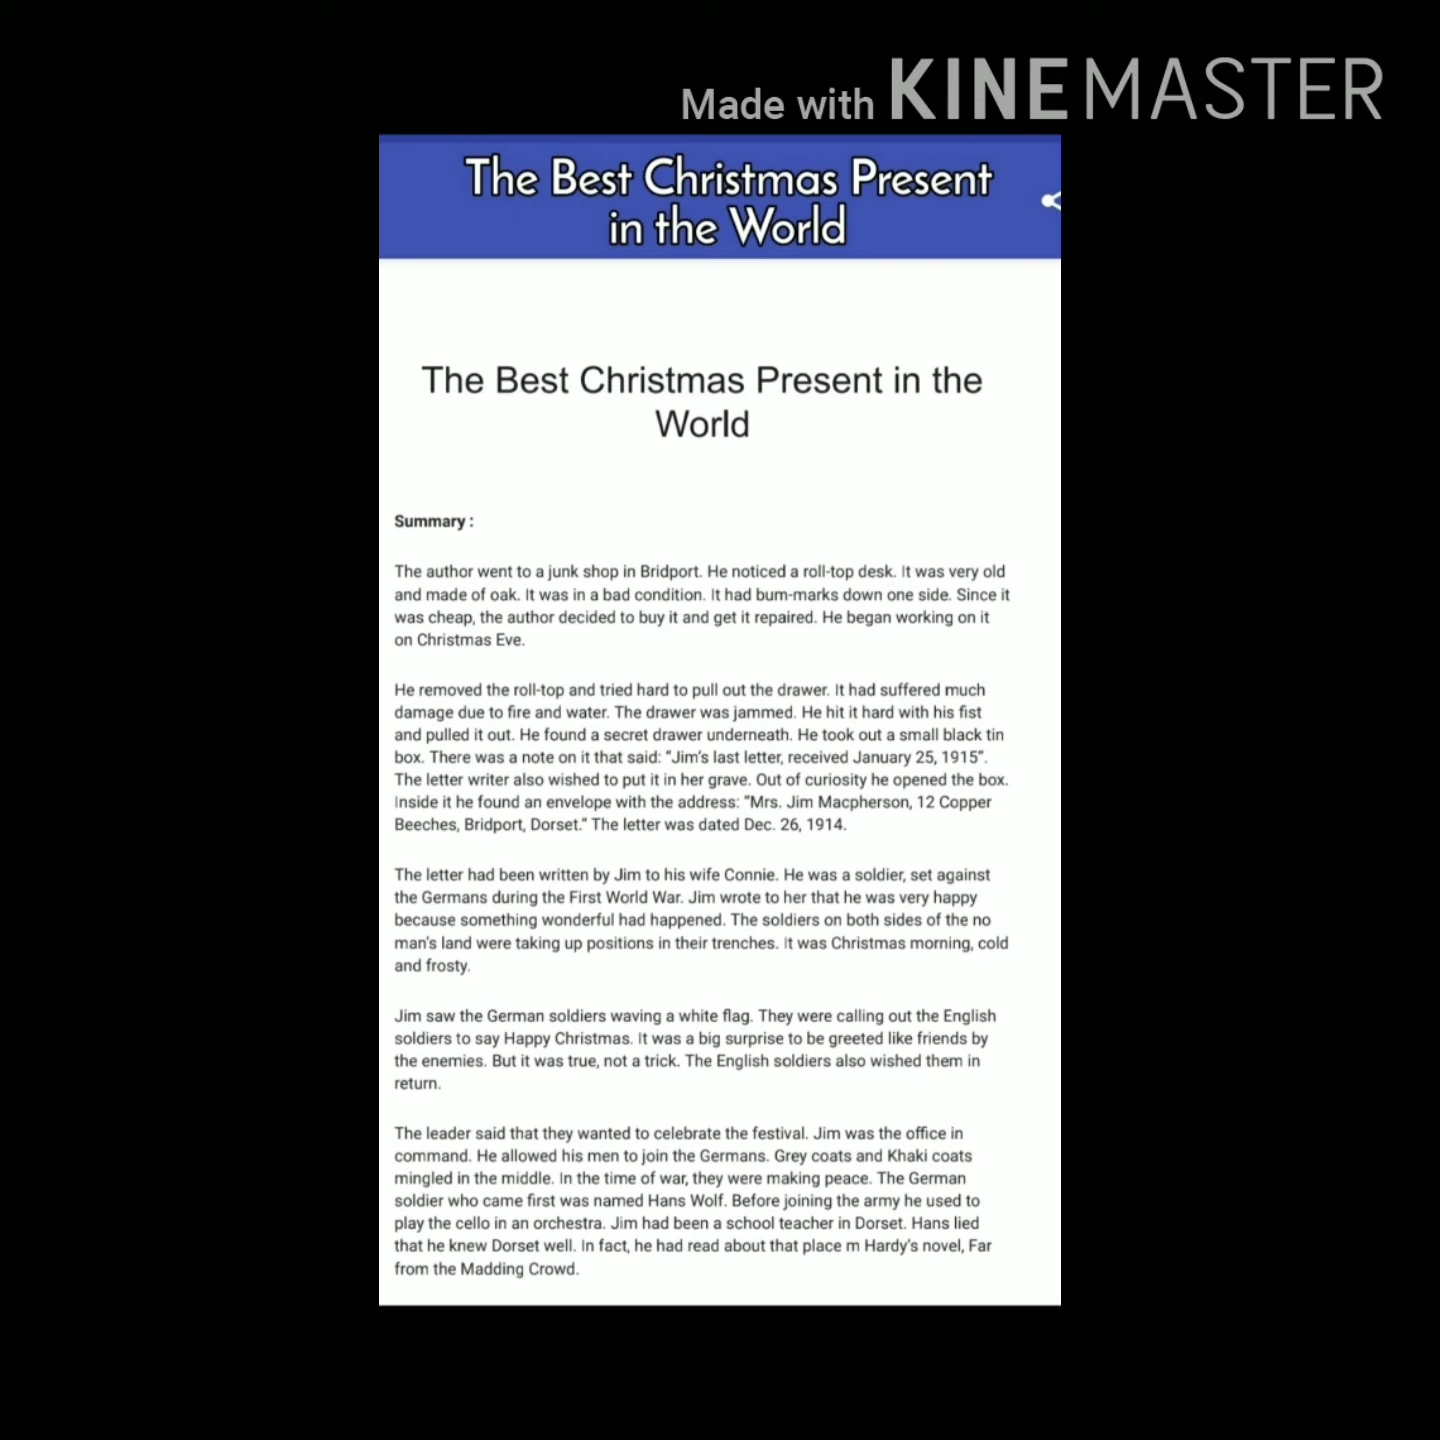 Made with KINEMASTER
The Best Christmas Present
in the World
The Best Christmas Present in the
World
Summary :
The author went to a junk shop in Bridport. He noticed a roll-top desk. It was very old
and made of oak. It was in a bad condition. It had bum-marks down one side. Since it
was cheap, the author decided to buy it and get it repaired. He began working on it
on Christmas Eve.
He removed the roll-top and tried hard to pull out the drawer. It had suffered much
damage due to fire and water. The drawer was jammed. He hit it hard with his fist
and pulled it out. He found a secret drawer underneath. He took out a small black tin
box. There was a note on it that said: “Jim’s last letter, received January 25, 1915”.
The letter writer also wished to put it in her grave. Out of curiosity he opened the box.
Inside it he found an envelope with the address: “Mrs. Jim Macpherson, 12 Copper
Beeches, Bridport, Dorset.” The letter was dated Dec. 26, 1914.
The letter had been written by Jim to his wife Connie. He was a soldier, set against
the Germans during the First World War. Jim wrote to her that he was very happy
because something wonderful had happened. The soldiers on both sides of the no
man’s land were taking up positions in their trenches. It was Christmas morning, cold
and frosty.
Jim saw the German soldiers waving a white flag. They were calling out the English
soldiers to say Happy Christmas. It was a big surprise to be greeted like friends by
the enemies. But it was true, not a trick. The English soldiers also wished them in
return.
The leader said that they wanted to celebrate the festival. Jim was the office in
command. He allowed his men to join the Germans. Grey coats and Khaki coats
mingled in the middle. In the time of war, they were making peace. The German
soldier who came first was named Hans Wolf. Before joining the army he used to
play the cello in an orchestra. Jim had been a school teacher in Dorset. Hans lied
that he knew Dorset well. In fact, he had read about that place m Hardy’s novel, Far
from the Madding Crowd.